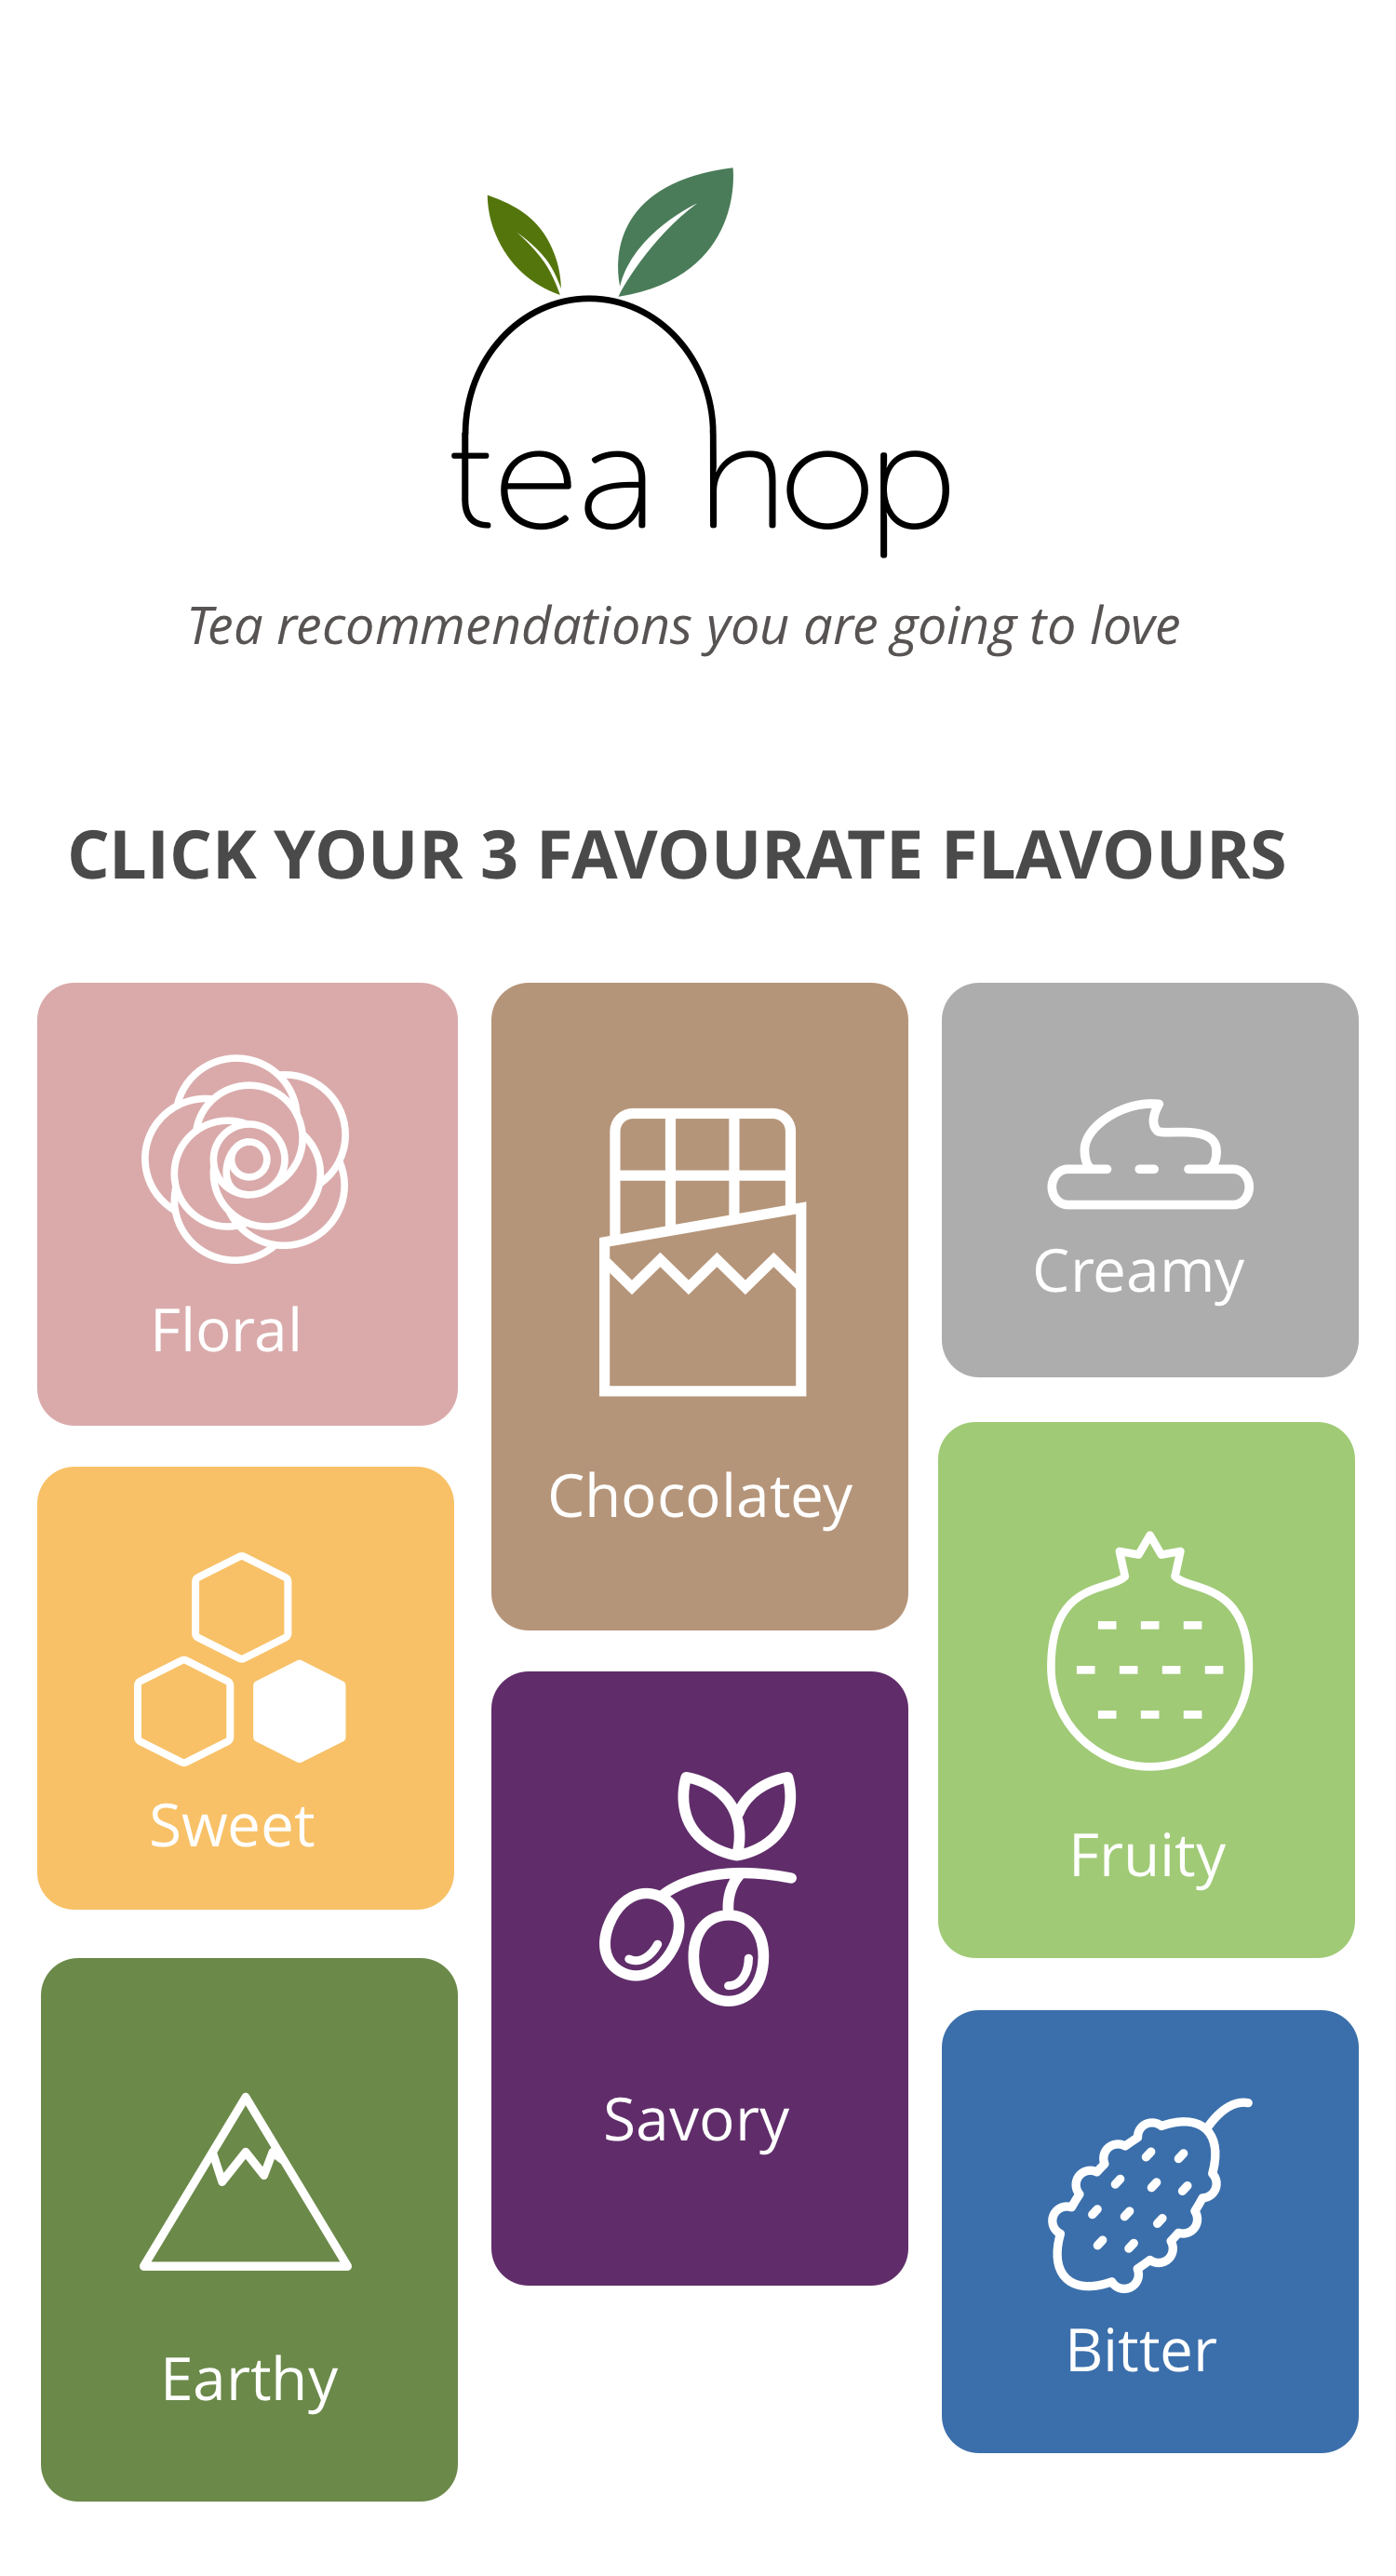 tea hop
Tea recommendations you are going to love
CLICK YOUR 3 FAVOURATE FLAVOURS
Floral
Chocolatey
Creamy
Sweet
Fruity
Savory
Earthy
Bitter